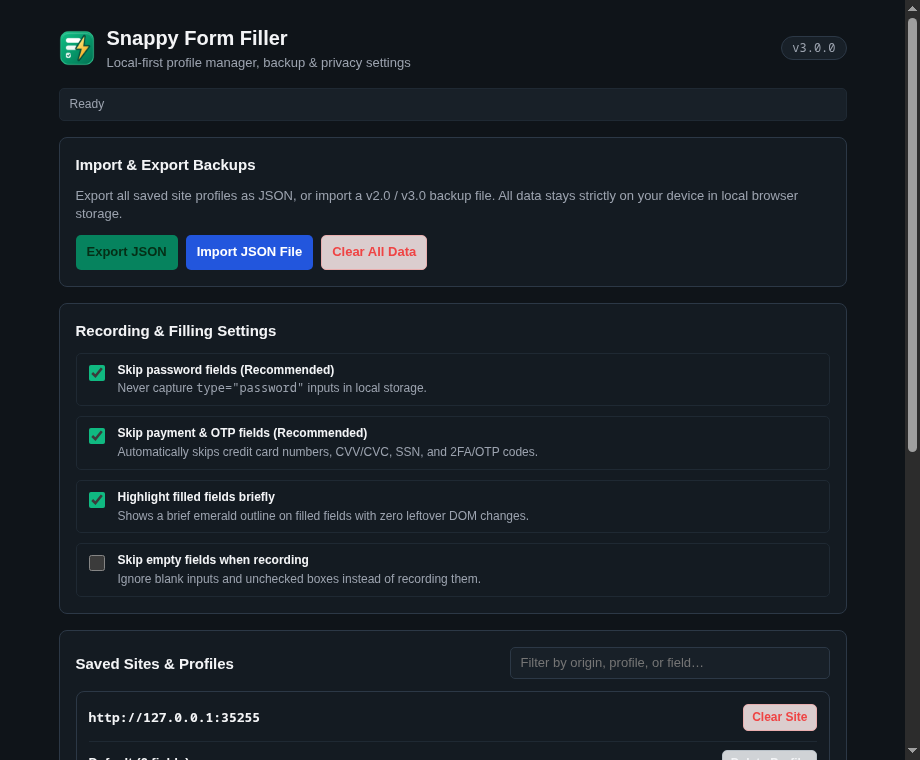 Snappy Form Filler
Local-first profile manager, backup & privacy settings
v3.0.0
Ready
Import & Export Backups
Export all saved site profiles as JSON, or import a v2.0 / v3.0 backup file. All data stays strictly on your device in local browser
storage.
Export JSON
Import JSON File
Clear All Data
Recording & Filling Settings
Skip password fields (Recommended)
Never capture type="password" inputs in local storage.
Skip payment & OTP fields (Recommended)
Automatically skips credit card numbers, CVV/CVC, SSN, and 2FA/OTP codes.
Highlight filled fields briefly
Shows a brief emerald outline on filled fields with zero leftover DOM changes.
Skip empty fields when recording
Ignore blank inputs and unchecked boxes instead of recording them.
Saved Sites & Profiles
Filter by origin, profile, or field…
http://127.0.0.1:35255
Clear Site